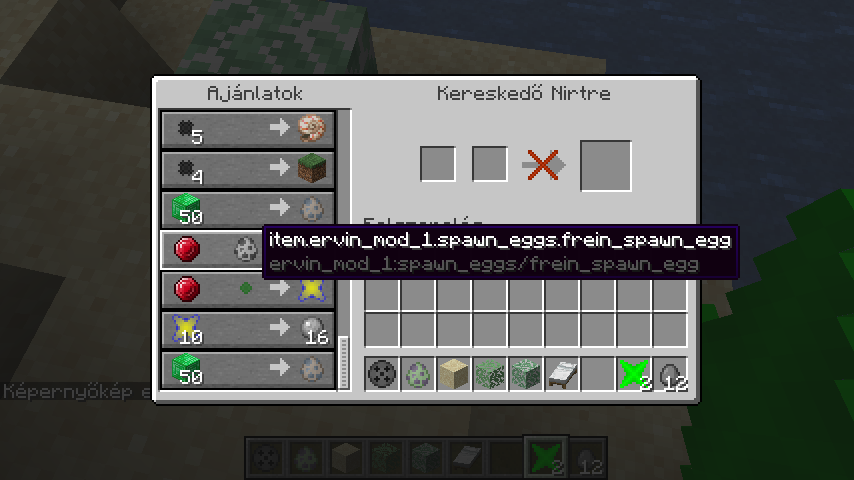 Ajánlatok
Kereskedő Nirtre
5
4
50
item.ervin_mod_1.spawn_eggs.frein_spawn_egg
ervin_mod_1:spawn_eggs/frein_spawn_egg
10
16
50
2
12
Képernyőkép e
2
12